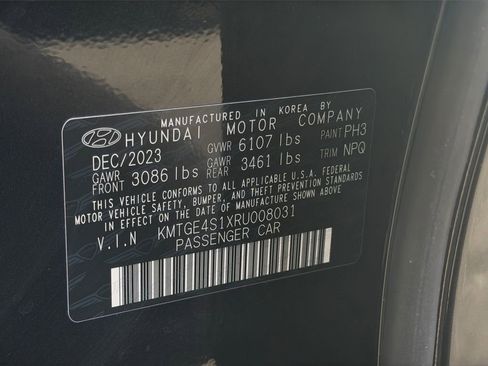 MANUFACTURED IN KOREA BY
HYUNDAI MOTOR COMPANY
DEC/2023 GVWR 6107 lbs PAINT PH3
GAWR FRONT 3086 lbs GAWR REAR 3461 lbs TRIM NPQ
THIS VEHICLE CONFORMS TO ALL APPLICABLE U.S.A. FEDERAL
MOTOR VEHICLE SAFETY, BUMPER, AND THEFT PREVENTION STANDARDS
IN EFFECT ON THE DATE OF MANUFACTURE SHOWN ABOVE
V.I.N KMTGE4S1XRU008031
PASSENGER CAR